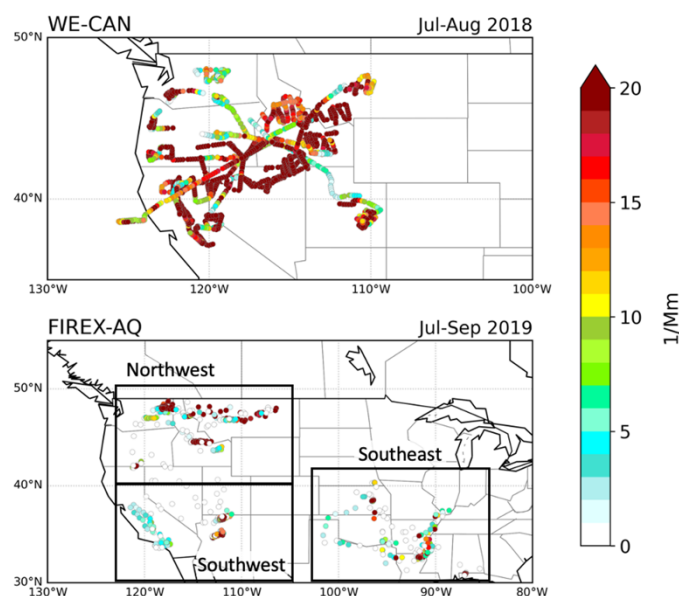 WE-CAN Jul-Aug 2018
50°N
40°N
130°W 120°W 110°W 100°W
FIREX-AQ Jul-Sep 2019
Northwest
50°N
Southeast
40°N
Southwest
30°N
130°W 120°W 110°W 100°W 90°W 80°W
20
15
10
5
0
1/Mm